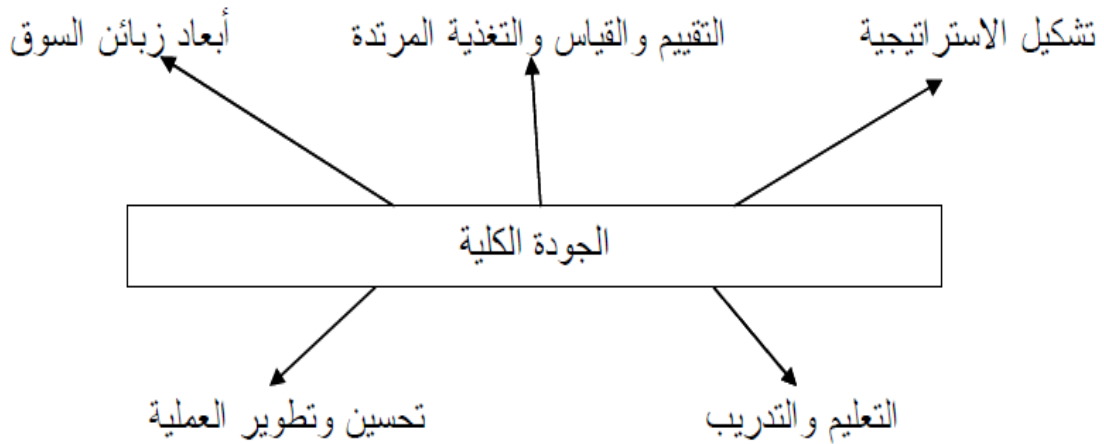 تشكيل الاستراتيجية
التقييم والقياس والتغذية المرتدة
أبعاد زبائن السوق
الجودة الكلية
التعليم والتدريب
تحسين وتطوير العملية